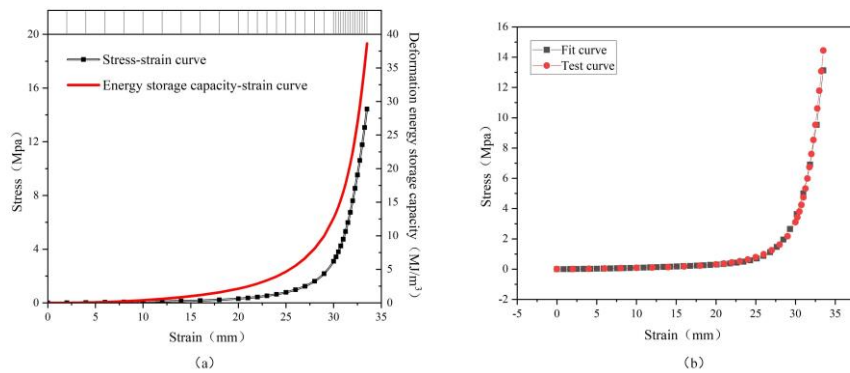 20
16
12
8
4
0
Stress（Mpa）
Stress-strain curve
Energy storage capacity-strain curve
40
35
30
25
20
15
10
5
0
Deformation energy storage capacity（MJ/m³）
0 5 10 15 20 25 30 35
Strain（mm）
（a）
16
14
12
10
8
6
4
2
0
-2
Stress（Mpa）
Fit curve
Test curve
-5 0 5 10 15 20 25 30 35
Strain（mm）
（b）